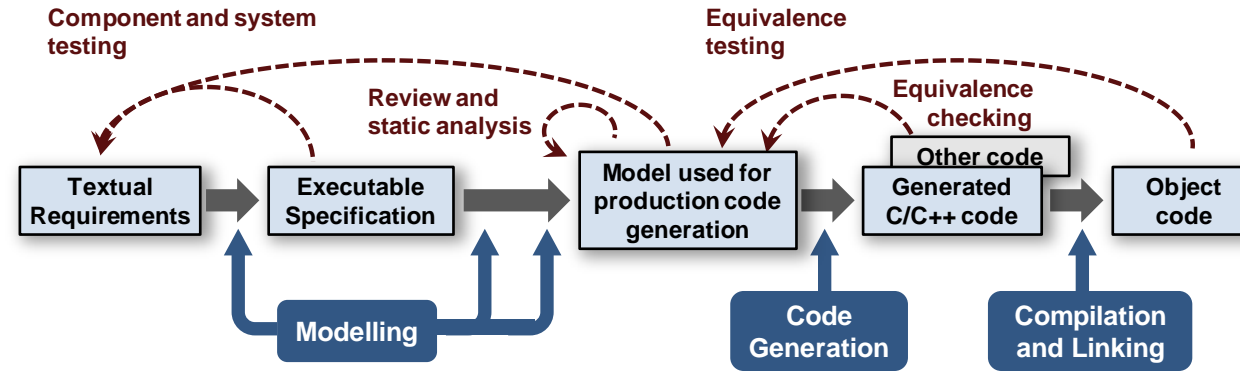 Component and system
testing
Equivalence
testing
Review and
static analysis
Equivalence
checking
Other code
Textual
Requirements
Executable
Specification
Model used for
production code
generation
Generated
C/C++ code
Object
code
Modelling
Code
Generation
Compilation
and Linking